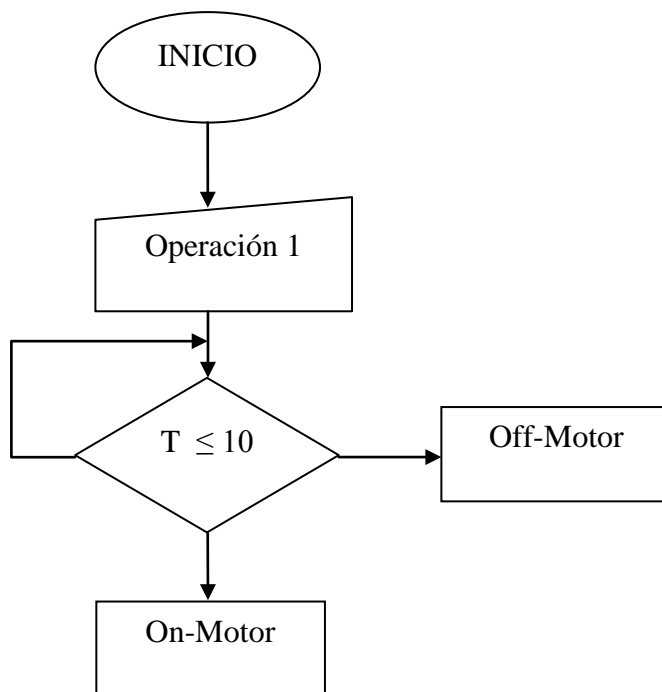 INICIO
Operación 1
T ≤ 10
Off-Motor
On-Motor